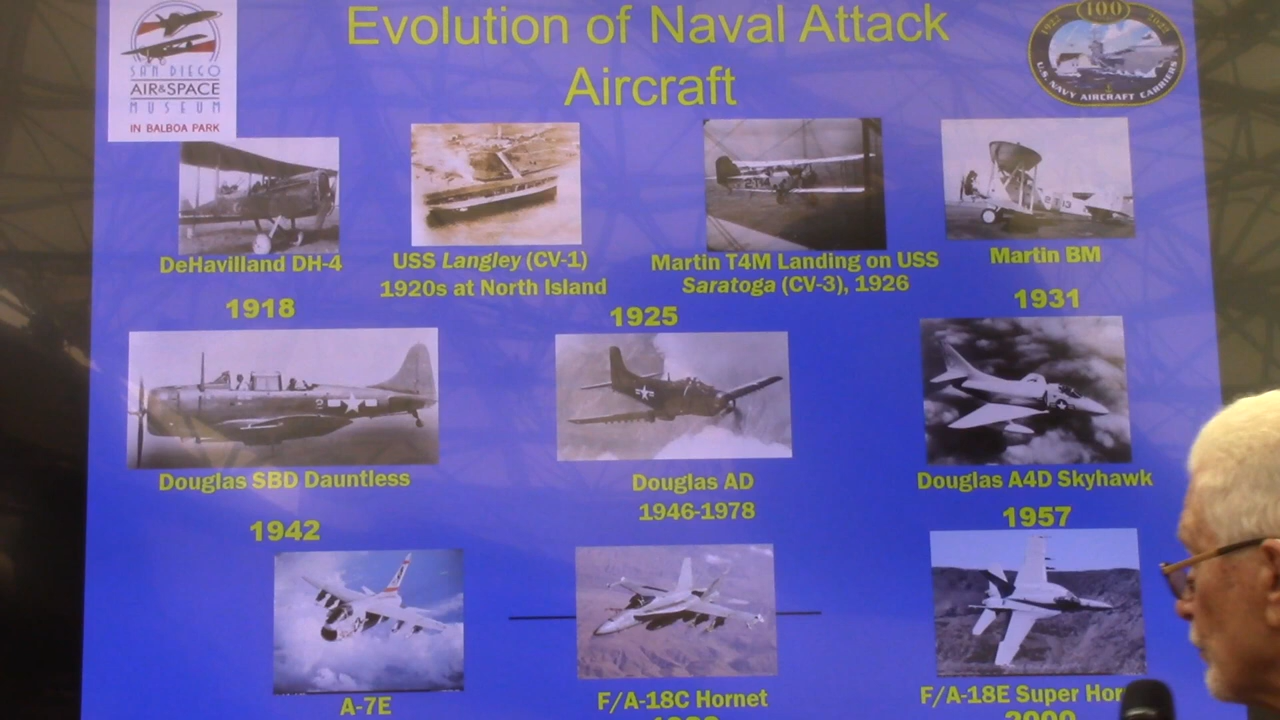 Evolution of Naval Attack
Aircraft
SAN DIEGO
AIR&SPACE
MUSEUM
IN BALBOA PARK
1922 100 2022
U.S. NAVY AIRCRAFT CARRIERS
DeHavilland DH-4
1918
USS Langley (CV-1)
1920s at North Island
Martin T4M Landing on USS
Saratoga (CV-3), 1926
1925
Martin BM
1931
Douglas SBD Dauntless
1942
Douglas AD
1946-1978
Douglas A4D Skyhawk
1957
A-7E
F/A-18C Hornet
F/A-18E Super Hor
2000